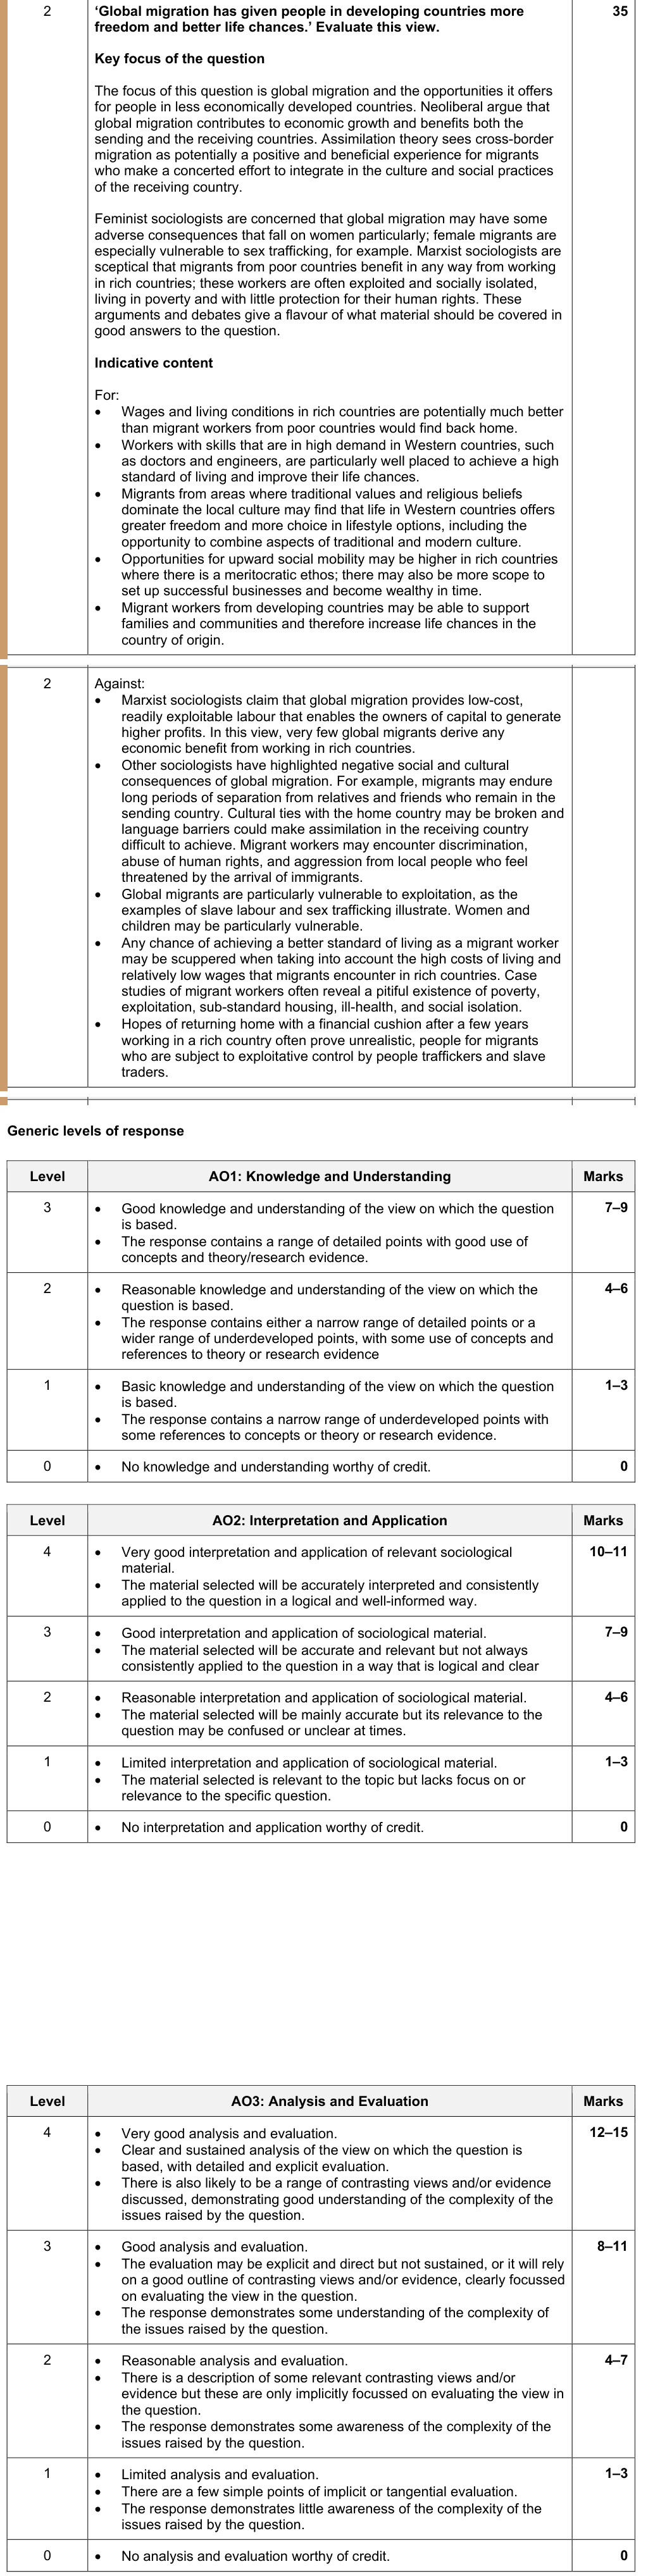 2
‘Global migration has given people in developing countries more
35
freedom and better life chances.’ Evaluate this view.
Key focus of the question
The focus of this question is global migration and the opportunities it offers
for people in less economically developed countries. Neoliberal argue that
global migration contributes to economic growth and benefits both the
sending and the receiving countries. Assimilation theory sees cross-border
migration as potentially a positive and beneficial experience for migrants
who make a concerted effort to integrate in the culture and social practices
of the receiving country.
Feminist sociologists are concerned that global migration may have some
adverse consequences that fall on women particularly; female migrants are
especially vulnerable to sex trafficking, for example. Marxist sociologists are
sceptical that migrants from poor countries benefit in any way from working
in rich countries; these workers are often exploited and socially isolated,
living in poverty and with little protection for their human rights. These
arguments and debates give a flavour of what material should be covered in
good answers to the question.
Indicative content
For:
• Wages and living conditions in rich countries are potentially much better
than migrant workers from poor countries would find back home.
• Workers with skills that are in high demand in Western countries, such
as doctors and engineers, are particularly well placed to achieve a high
standard of living and improve their life chances.
• Migrants from areas where traditional values and religious beliefs
dominate the local culture may find that life in Western countries offers
greater freedom and more choice in lifestyle options, including the
opportunity to combine aspects of traditional and modern culture.
• Opportunities for upward social mobility may be higher in rich countries
where there is a meritocratic ethos; there may also be more scope to
set up successful businesses and become wealthy in time.
• Migrant workers from developing countries may be able to support
families and communities and therefore increase life chances in the
country of origin.
2
Against:
• Marxist sociologists claim that global migration provides low-cost,
readily exploitable labour that enables the owners of capital to generate
higher profits. In this view, very few global migrants derive any
economic benefit from working in rich countries.
• Other sociologists have highlighted negative social and cultural
consequences of global migration. For example, migrants may endure
long periods of separation from relatives and friends who remain in the
sending country. Cultural ties with the home country may be broken and
language barriers could make assimilation in the receiving country
difficult to achieve. Migrant workers may encounter discrimination,
abuse of human rights, and aggression from local people who feel
threatened by the arrival of immigrants.
• Global migrants are particularly vulnerable to exploitation, as the
examples of slave labour and sex trafficking illustrate. Women and
children may be particularly vulnerable.
• Any chance of achieving a better standard of living as a migrant worker
may be scuppered when taking into account the high costs of living and
relatively low wages that migrants encounter in rich countries. Case
studies of migrant workers often reveal a pitiful existence of poverty,
exploitation, sub-standard housing, ill-health, and social isolation.
• Hopes of returning home with a financial cushion after a few years
working in a rich country often prove unrealistic, people for migrants
who are subject to exploitative control by people traffickers and slave
traders.
Generic levels of response
Level
AO1: Knowledge and Understanding
Marks
3
• Good knowledge and understanding of the view on which the question
7–9
is based.
• The response contains a range of detailed points with good use of
concepts and theory/research evidence.
2
• Reasonable knowledge and understanding of the view on which the
4–6
question is based.
• The response contains either a narrow range of detailed points or a
wider range of underdeveloped points, with some use of concepts and
references to theory or research evidence
1
• Basic knowledge and understanding of the view on which the question
1–3
is based.
• The response contains a narrow range of underdeveloped points with
some references to concepts or theory or research evidence.
0
• No knowledge and understanding worthy of credit.
0
Level
AO2: Interpretation and Application
Marks
4
• Very good interpretation and application of relevant sociological
10–11
material.
• The material selected will be accurately interpreted and consistently
applied to the question in a logical and well-informed way.
3
• Good interpretation and application of sociological material.
7–9
• The material selected will be accurate and relevant but not always
consistently applied to the question in a way that is logical and clear
2
• Reasonable interpretation and application of sociological material.
4–6
• The material selected will be mainly accurate but its relevance to the
question may be confused or unclear at times.
1
• Limited interpretation and application of sociological material.
1–3
• The material selected is relevant to the topic but lacks focus on or
relevance to the specific question.
0
• No interpretation and application worthy of credit.
0
Level
AO3: Analysis and Evaluation
Marks
4
• Very good analysis and evaluation.
12–15
• Clear and sustained analysis of the view on which the question is
based, with detailed and explicit evaluation.
• There is also likely to be a range of contrasting views and/or evidence
discussed, demonstrating good understanding of the complexity of the
issues raised by the question.
3
• Good analysis and evaluation.
8–11
• The evaluation may be explicit and direct but not sustained, or it will rely
on a good outline of contrasting views and/or evidence, clearly focussed
on evaluating the view in the question.
• The response demonstrates some understanding of the complexity of
the issues raised by the question.
2
• Reasonable analysis and evaluation.
4–7
• There is a description of some relevant contrasting views and/or
evidence but these are only implicitly focussed on evaluating the view in
the question.
• The response demonstrates some awareness of the complexity of the
issues raised by the question.
1
• Limited analysis and evaluation.
1–3
• There are a few simple points of implicit or tangential evaluation.
• The response demonstrates little awareness of the complexity of the
issues raised by the question.
0
• No analysis and evaluation worthy of credit.
0